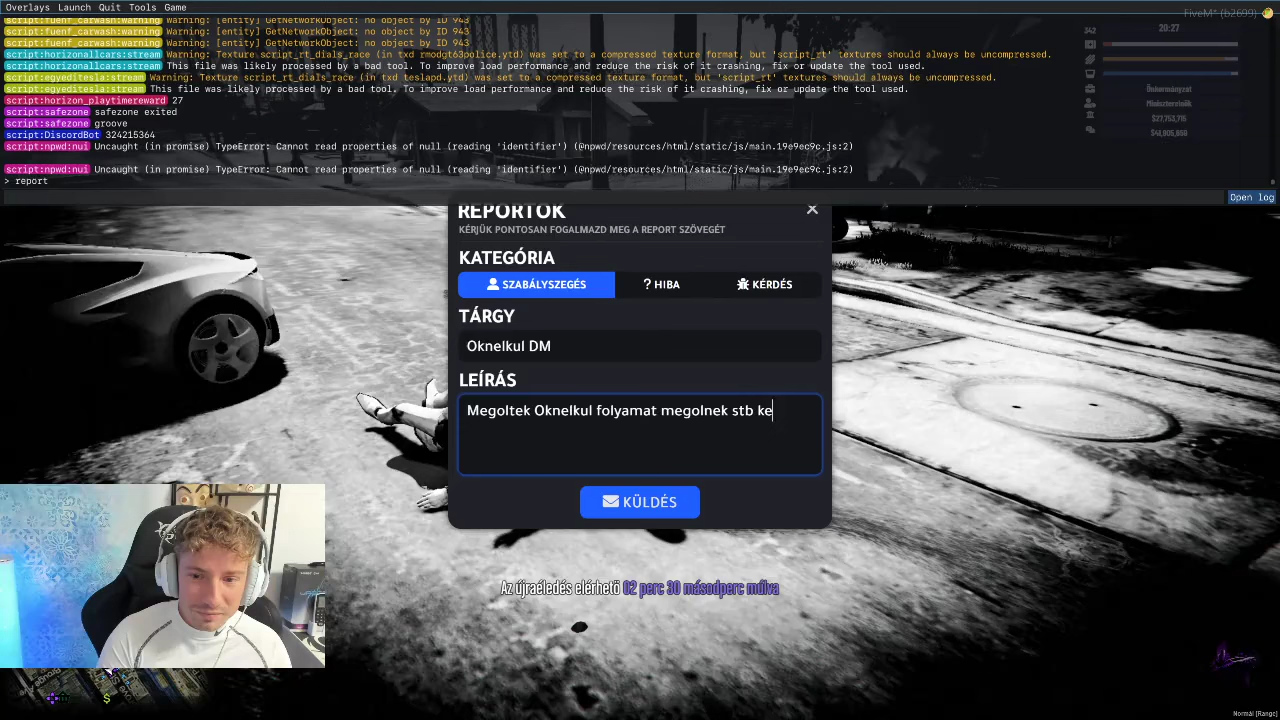 Overlays Launch Quit Tools Game
FiveM* (b2699)
script:fuenf_carwash:warning Warning: [entity] GetNetworkObject: no object by ID 943
script:fuenf_carwash:warning Warning: [entity] GetNetworkObject: no object by ID 943
script:fuenf_carwash:warning Warning: [entity] GetNetworkObject: no object by ID 943
script:horizonallcars:stream Warning: Texture script_rt_dials_race (in txd rmodgt63police.ytd) was set to a compressed texture format, but 'script_rt' textures should always be uncompressed.
script:horizonallcars:stream This file was likely processed by a bad tool. To improve load performance and reduce the risk of it crashing, fix or update the tool used.
script:egyeditesla:stream Warning: Texture script_rt_dials_race (in txd teslapd.ytd) was set to a compressed texture format, but 'script_rt' textures should always be uncompressed.
script:egyeditesla:stream This file was likely processed by a bad tool. To improve load performance and reduce the risk of it crashing, fix or update the tool used.
script:horizon_playtimereward 27
script:safezone safezone exited
script:safezone groove
script:DiscordBot 324215364
script:npwd:nui Uncaught (in promise) TypeError: Cannot read properties of null (reading 'identifier') (@npwd/resources/html/static/js/main.19e9ec9c.js:2)
script:npwd:nui Uncaught (in promise) TypeError: Cannot read properties of null (reading 'identifier') (@npwd/resources/html/static/js/main.19e9ec9c.js:2)
> report
Open log
342
20:27
Önkormányzat
Miniszterelnök
$27,753,715
REPORTOK
KÉRJÜK PONTOSAN FOGALMAZD MEG A REPORT SZÖVEGÉT
KATEGÓRIA
SZABÁLYSZEGÉS
? HIBA
KÉRDÉS
TÁRGY
Oknelkul DM
LEÍRÁS
Megoltek Oknelkul folyamat megolnek stb ke
KÜLDÉS
Az újraéledés elérhető 02 perc 30 másodperc múlva
Normál [Rango]